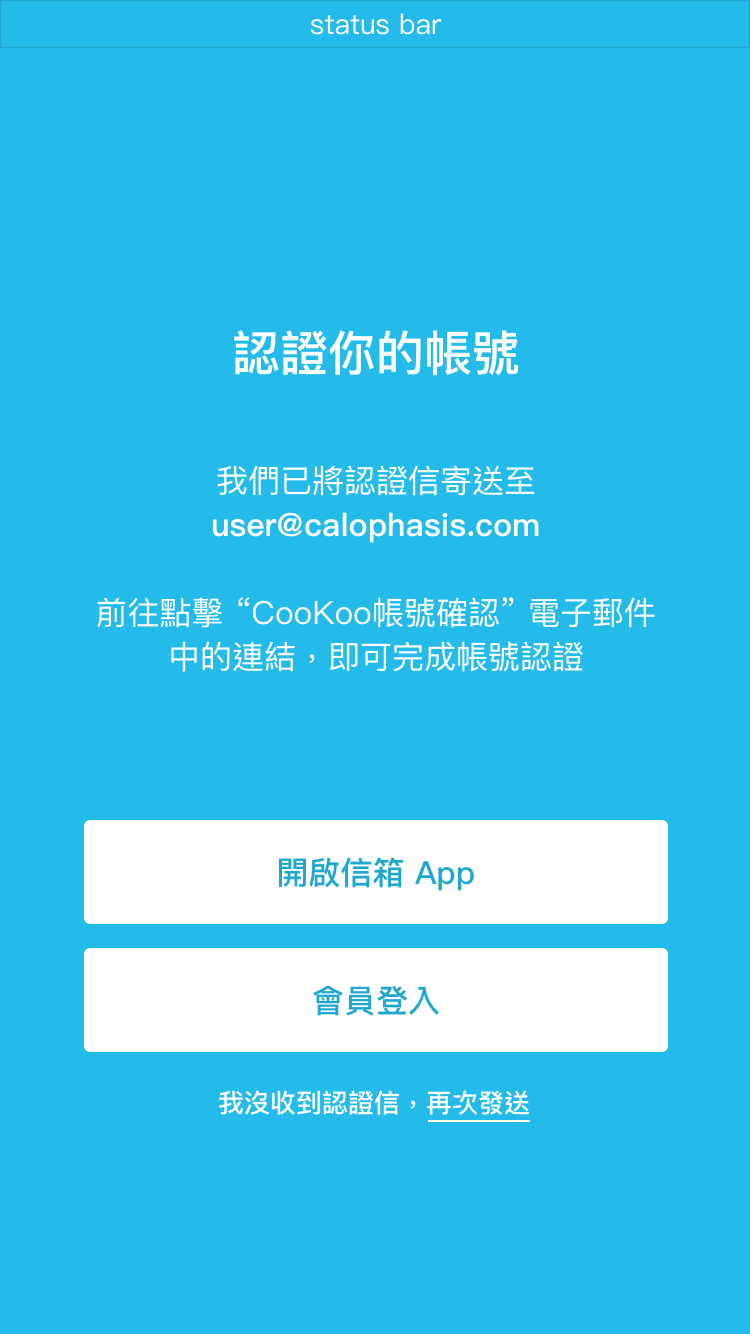 status bar
認證你的帳號
我們已將認證信寄送至
user@calophasis.com
前往點擊 “CooKoo帳號確認” 電子郵件
中的連結，即可完成帳號認證
開啟信箱 App
會員登入
我沒收到認證信，再次發送